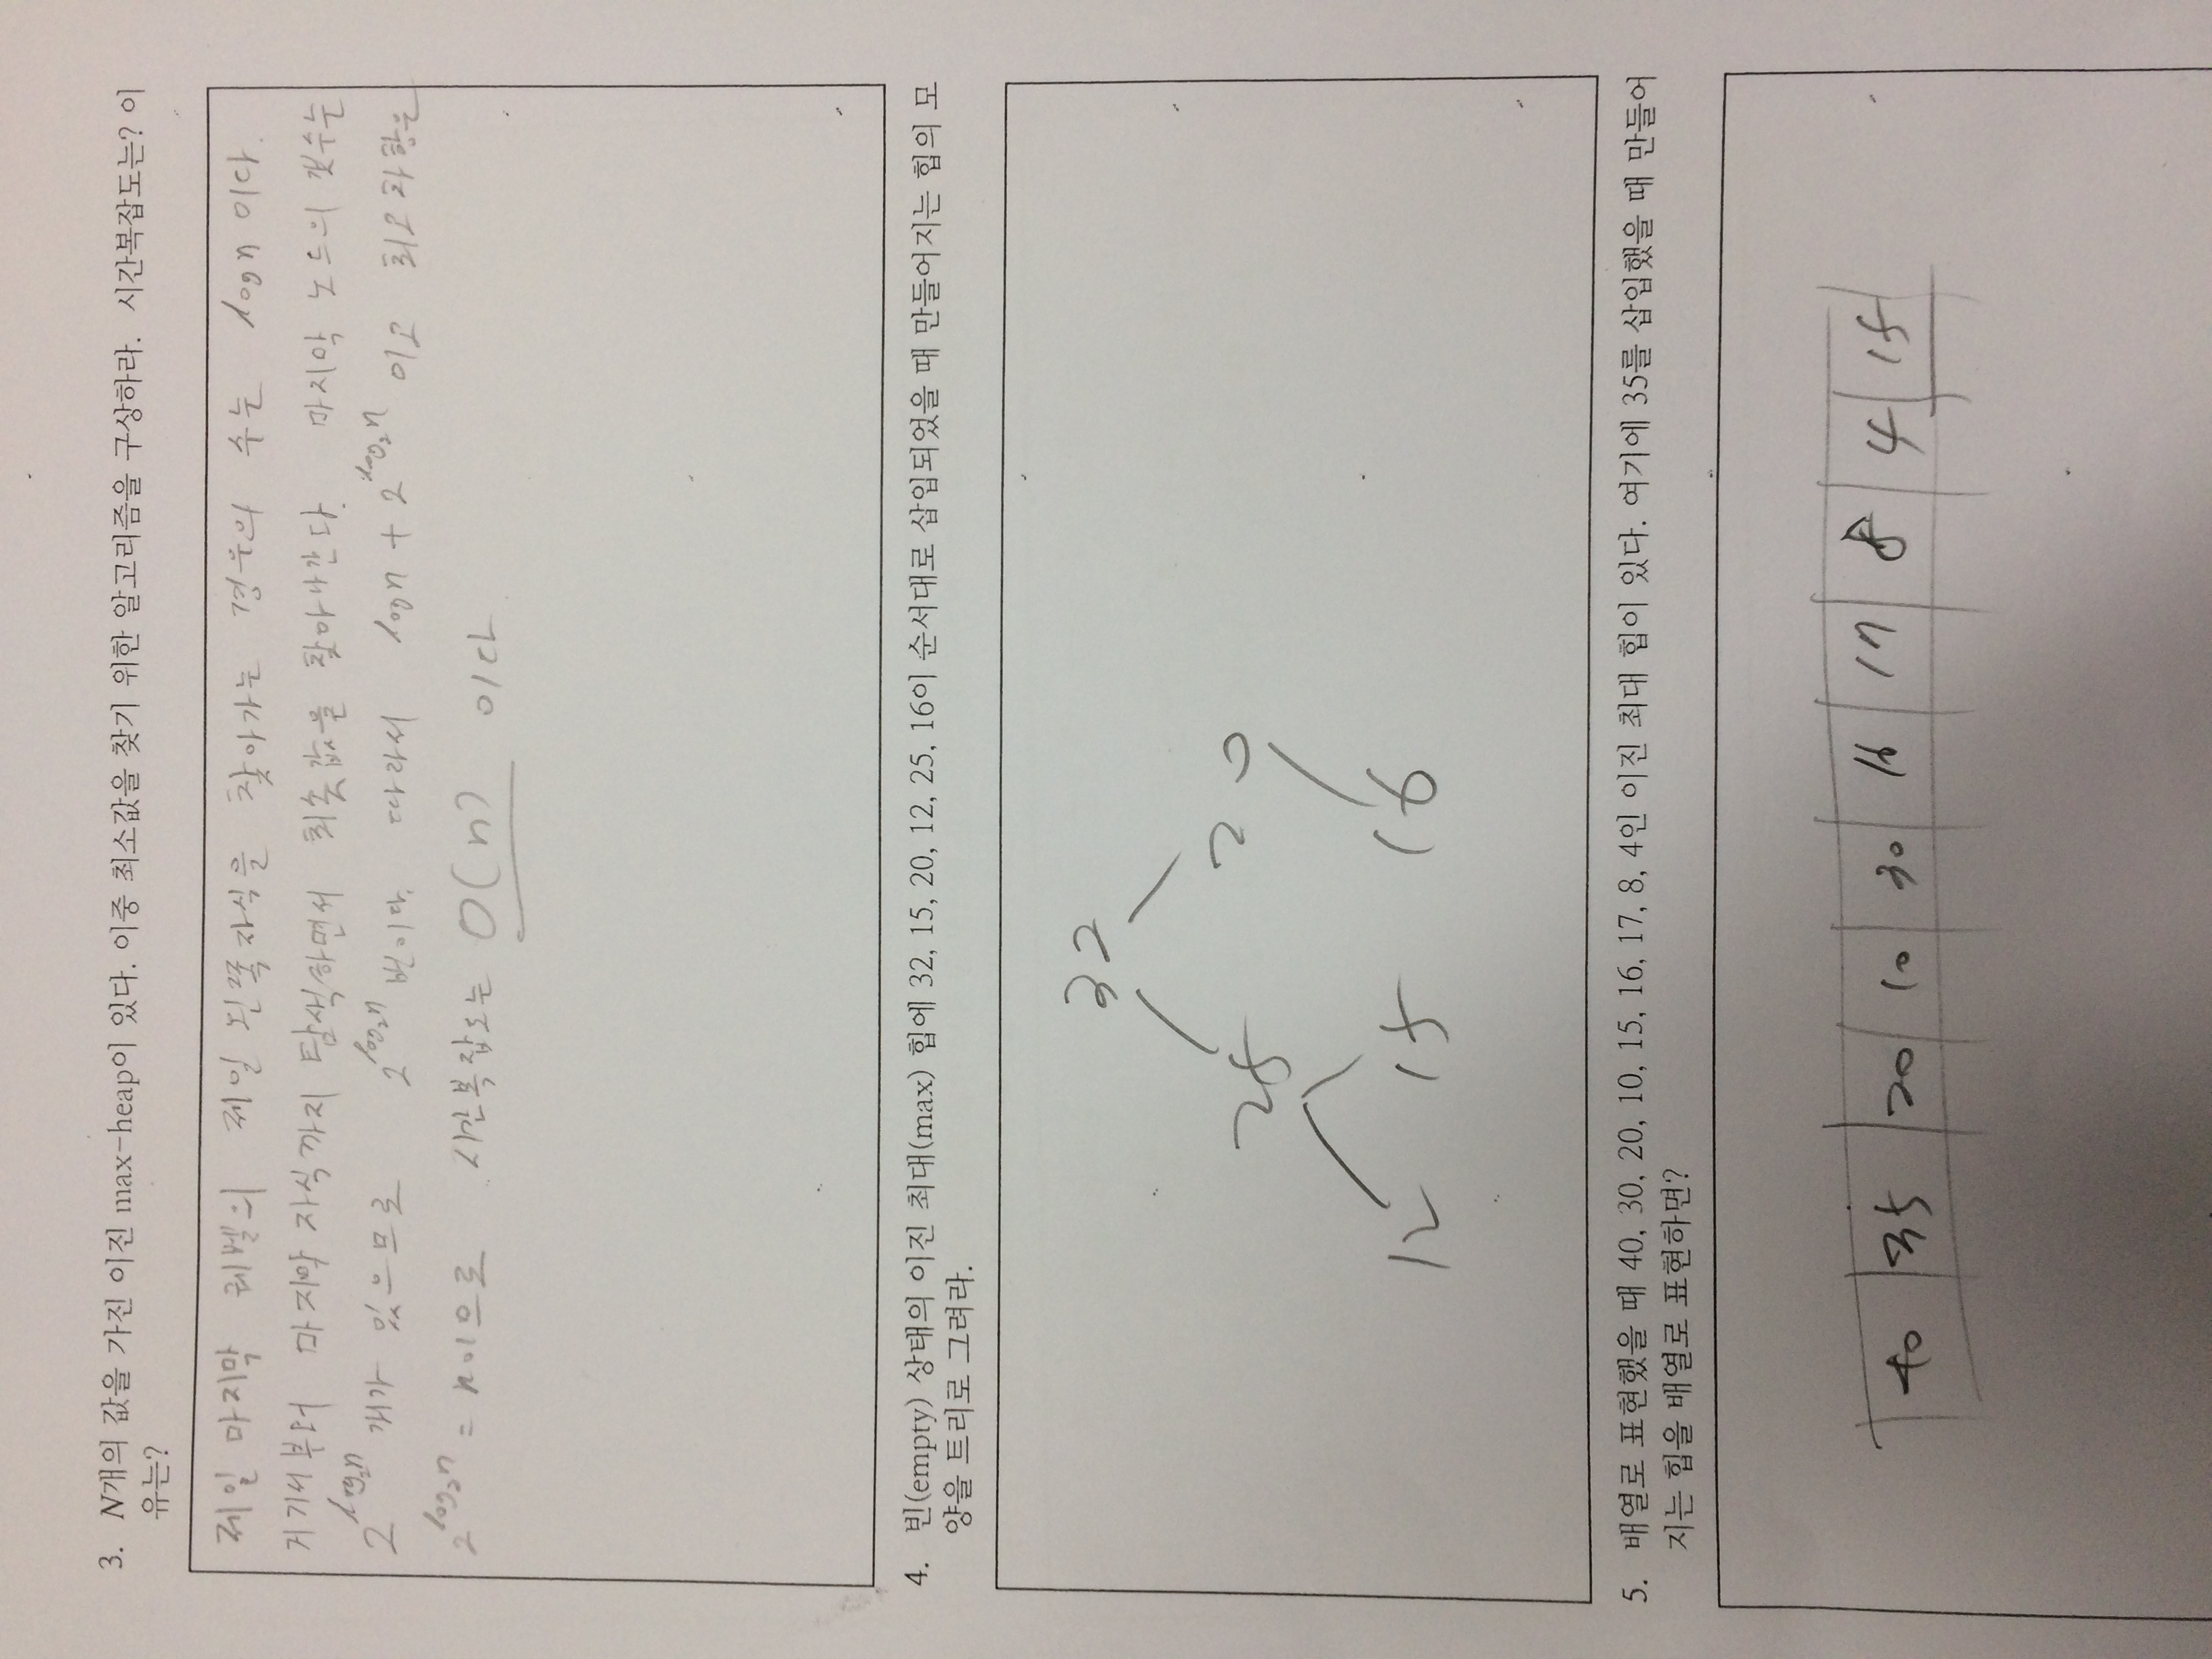 3. N개의 값을 가진 이진 max-heap이 있다. 이중 최소값을 찾기 위한 알고리즘을 구상하라. 시간복잡도는? 이
유는?
제일 마지막 레벨의 제일 왼쪽자식을 찾아가는 경우의 수는 log n 이다.
거기서부터 마지막 자식까지 탐색하면서 최솟값을 찾아나간다. 마지막 노드의 갯수는
2^log₂n 개가 있으므로 2^log₂n 번이다. 따라서 log n + 2^log₂n 이고 최고차항은
2^log₂n = n이므로 시간복잡도는 O(n) 이다
4. 빈(empty) 상태의 이진 최대(max) 힙에 32, 15, 20, 12, 25, 16이 순서대로 삽입되었을 때 만들어지는 힙의 모
양을 트리로 그려라.
32
25 20
12 15 16
5. 배열로 표현했을 때 40, 30, 20, 10, 15, 16, 17, 8, 4인 이진 최대 힙이 있다. 여기에 35를 삽입했을 때 만들어
지는 힙을 배열로 표현하면?
40 35 20 10 30 16 17 8 4 15